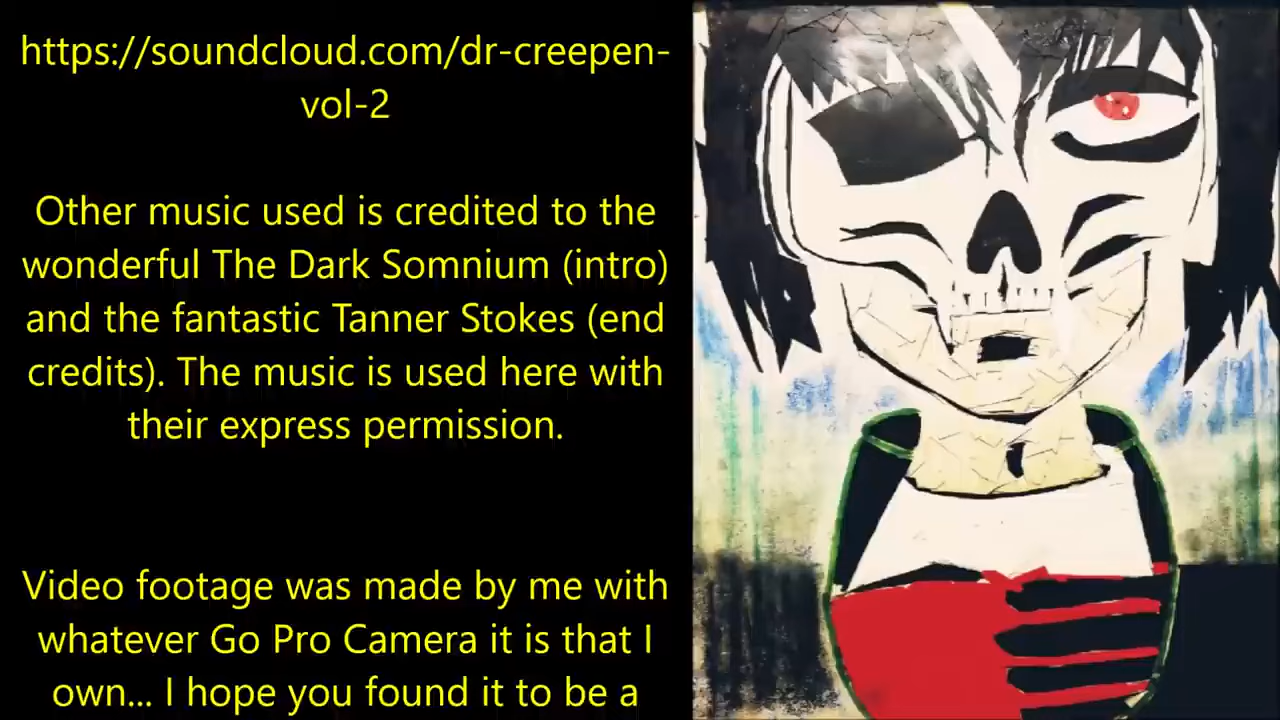 https://soundcloud.com/dr-creepen-
vol-2
Other music used is credited to the
wonderful The Dark Somnium (intro)
and the fantastic Tanner Stokes (end
credits). The music is used here with
their express permission.
Video footage was made by me with
whatever Go Pro Camera it is that I
own... I hope you found it to be a